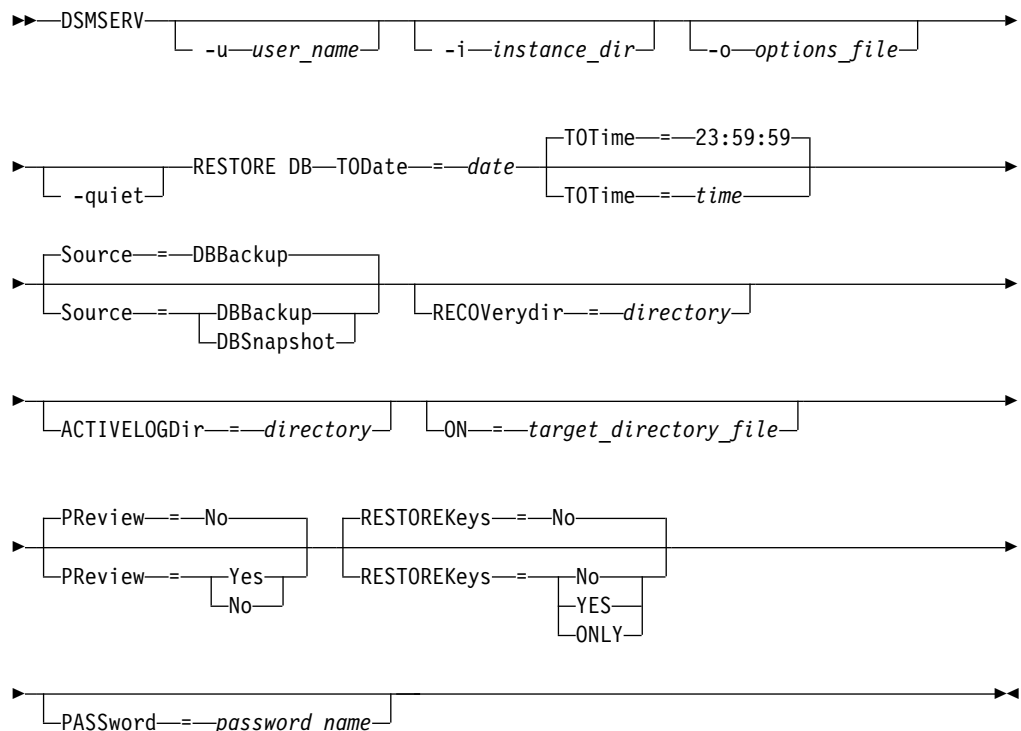 DSMSERV
-u user_name -i instance_dir -o options_file
TOTime = 23:59:59
-quiet RESTORE DB TODate = date
TOTime = time
Source = DBBackup
Source = DBBackup
DBSnapshot
RECOVerydir = directory
ACTIVELOGDir = directory ON = target_directory_file
PReview = No RESTOREKeys = No
PReview = Yes RESTOREKeys = No
No YES
ONLY
PASSword = password_name